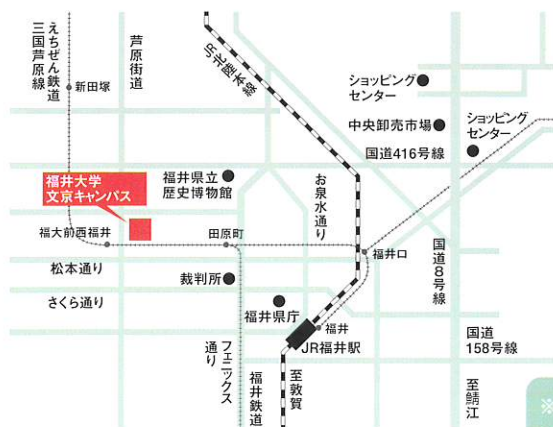 えちぜん鉄道
三国芦原線
芦原街道
新田塚
JR北陸本線
ショッピング
センター
中央卸売市場
ショッピング
センター
国道416号線
福井大学
文京キャンパス
福井県立
歴史博物館
お泉水通り
福大前西福井
田原町
福井口
国道8号線
松本通り
裁判所
さくら通り
福井県庁
福井
JR福井駅
国道
158号線
フェニックス
通り
福井鉄道
至敦賀
至鯖江
※